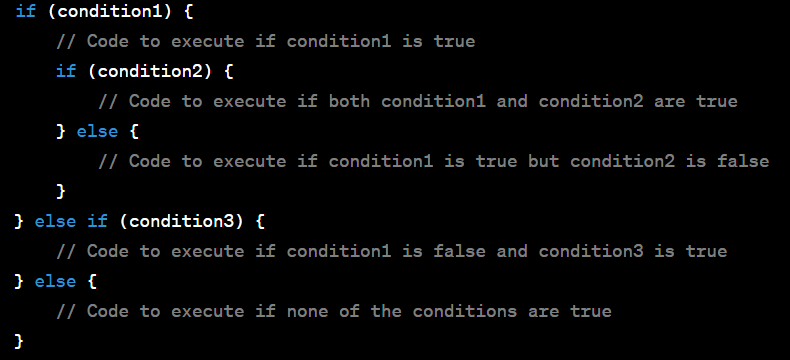 if (condition1) {
    // Code to execute if condition1 is true
    if (condition2) {
        // Code to execute if both condition1 and condition2 are true
    } else {
        // Code to execute if condition1 is true but condition2 is false
    }
} else if (condition3) {
    // Code to execute if condition1 is false and condition3 is true
} else {
    // Code to execute if none of the conditions are true
}